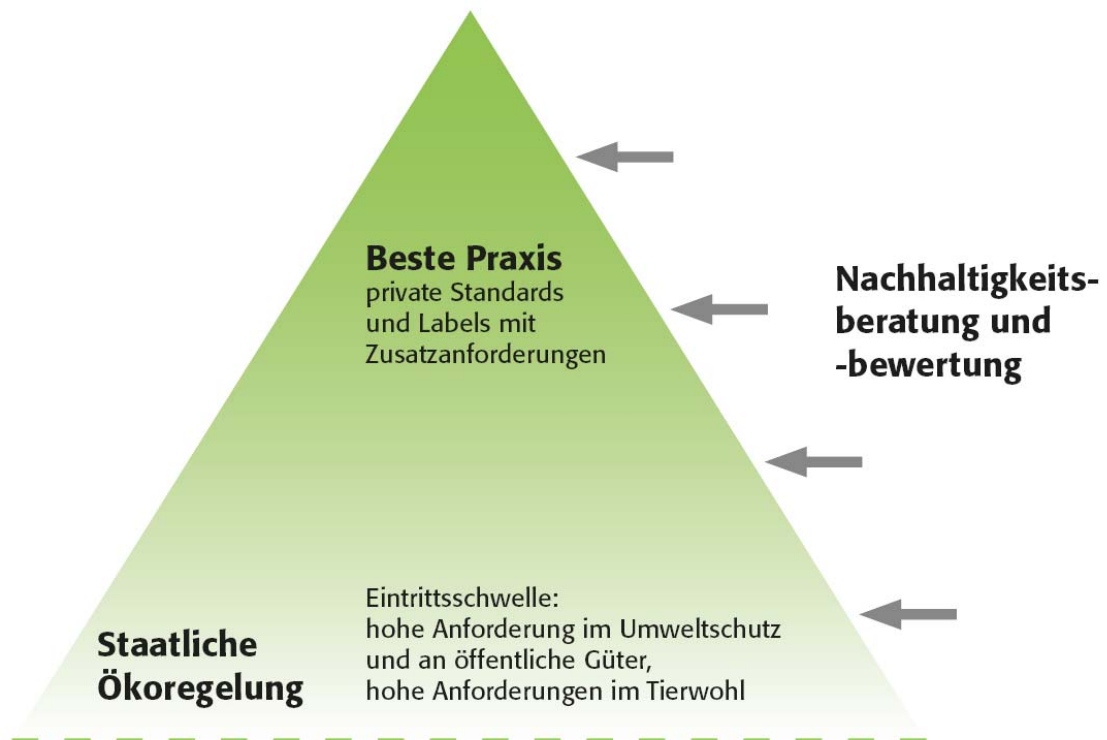 Beste Praxis
private Standards
und Labels mit
Zusatzanforderungen
Nachhaltigkeits-
beratung und
-bewertung
Staatliche
Ökoregelung
Eintrittsschwelle:
hohe Anforderung im Umweltschutz
und an öffentliche Güter,
hohe Anforderungen im Tierwohl